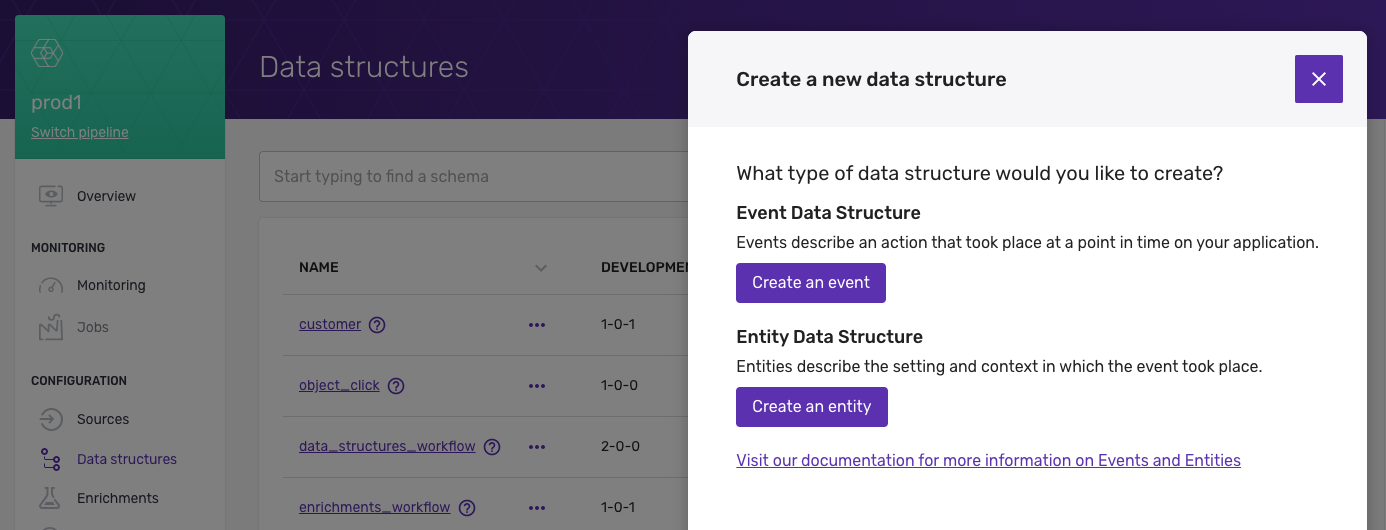 prod1
Switch pipeline
Overview
MONITORING
Monitoring
Jobs
CONFIGURATION
Sources
Data structures
Enrichments
Data structures
Start typing to find a schema
NAME DEVELOPMEN
customer ? ••• 1-0-1
object_click ? ••• 1-0-0
data_structures_workflow ? ••• 2-0-0
enrichments_workflow ? ••• 1-0-1
Create a new data structure
What type of data structure would you like to create?
Event Data Structure
Events describe an action that took place at a point in time on your application.
Create an event
Entity Data Structure
Entities describe the setting and context in which the event took place.
Create an entity
Visit our documentation for more information on Events and Entities